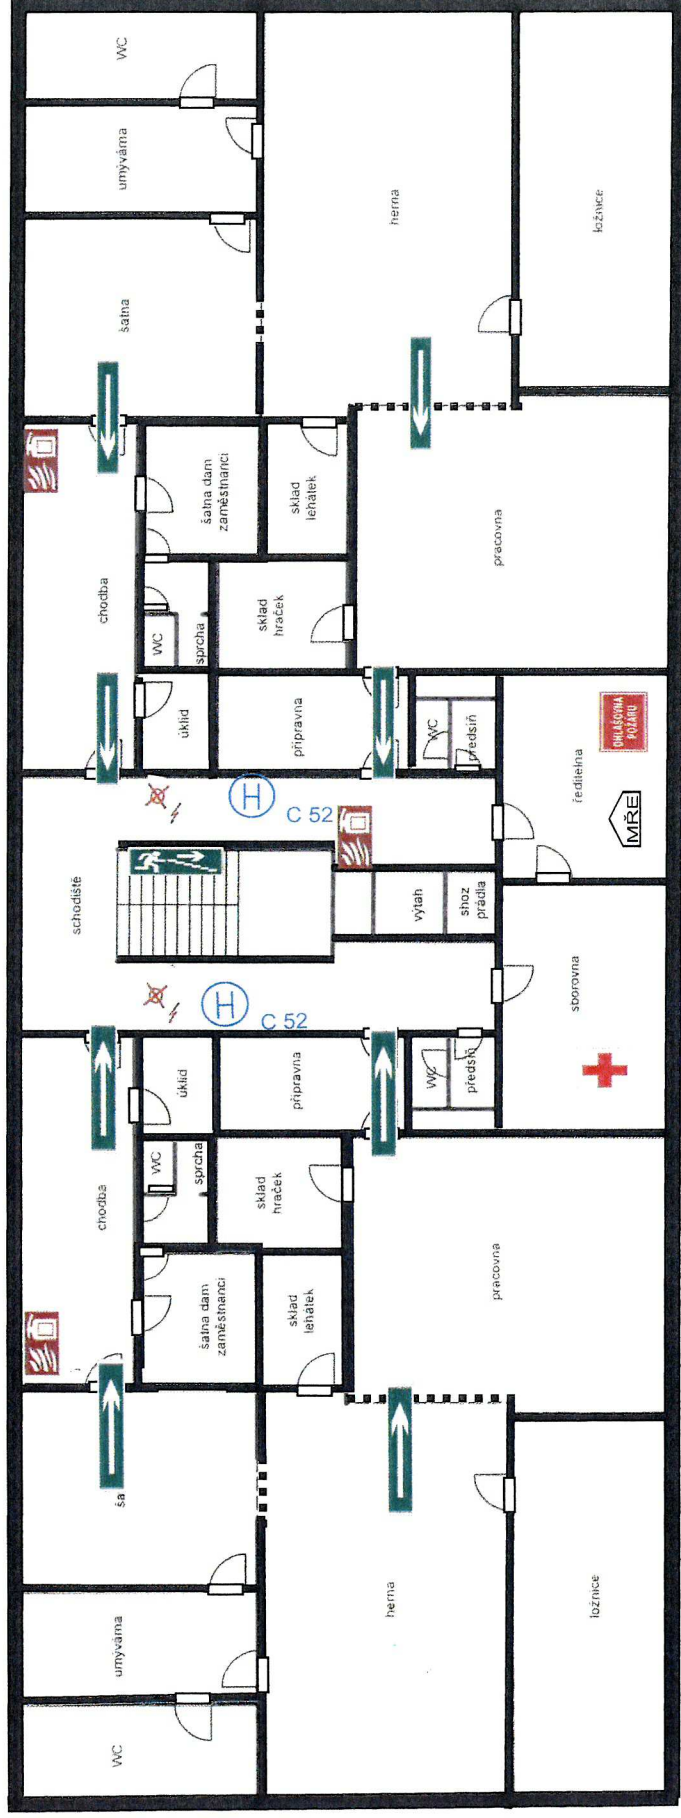 WC
umývárna
ša
chodba
schodiště
chodba
šatna
umývárna
WC
WC
sprcha
úklid
úklid
WC
sprcha
šatna dam
zaměstnanci
šatna dam
zaměstnanci
H
C 52
H
C 52
sklad
lehátek
sklad
hraček
přípravna
přípravna
sklad
hraček
sklad
lehátek
herna
herna
WC
předsíň
výtah
shoz
prádla
WC
předsíň
pracovna
pracovna
ložnice
sborovna
ředitelna
MŘE
OHLAŠOVNA
POŽÁRU
ložnice